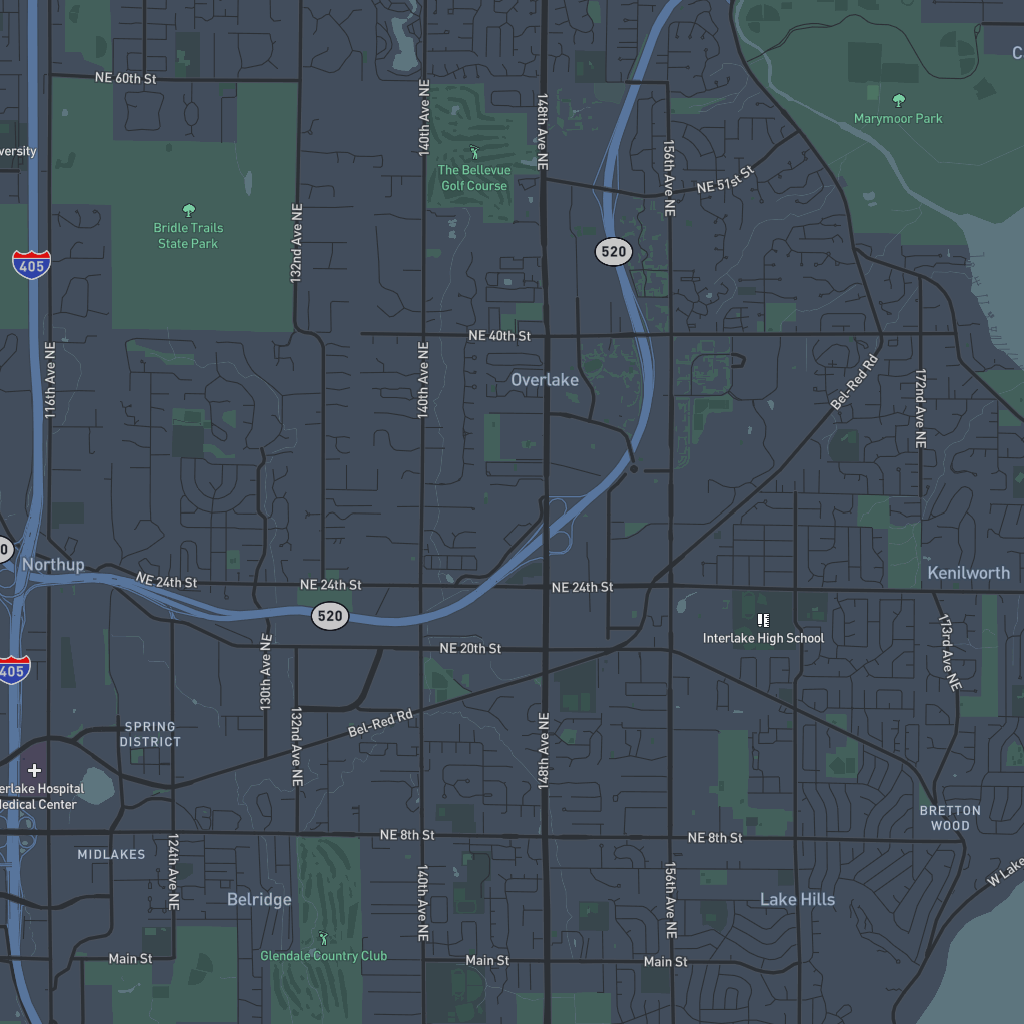 NE 60th St
140th Ave NE
148th Ave NE
C
Marymoor Park
versity
The Bellevue
Golf Course
156th Ave NE
NE 51st St
Bridle Trails
State Park
132nd Ave NE
520
405
NE 40th St
116th Ave NE
140th Ave NE
Overlake
Bel-Red Rd
172nd Ave NE
0
Northup
NE 24th St
NE 24th St
NE 24th St
Kenilworth
520
Interlake High School
130th Ave NE
NE 20th St
173rd Ave NE
405
Bel-Red Rd
132nd Ave NE
148th Ave NE
SPRING
DISTRICT
erlake Hospital
Medical Center
BRETTON
WOOD
NE 8th St
NE 8th St
MIDLAKES
124th Ave NE
140th Ave NE
156th Ave NE
W Lake
Belridge
Lake Hills
Glendale Country Club
Main St
Main St
Main St